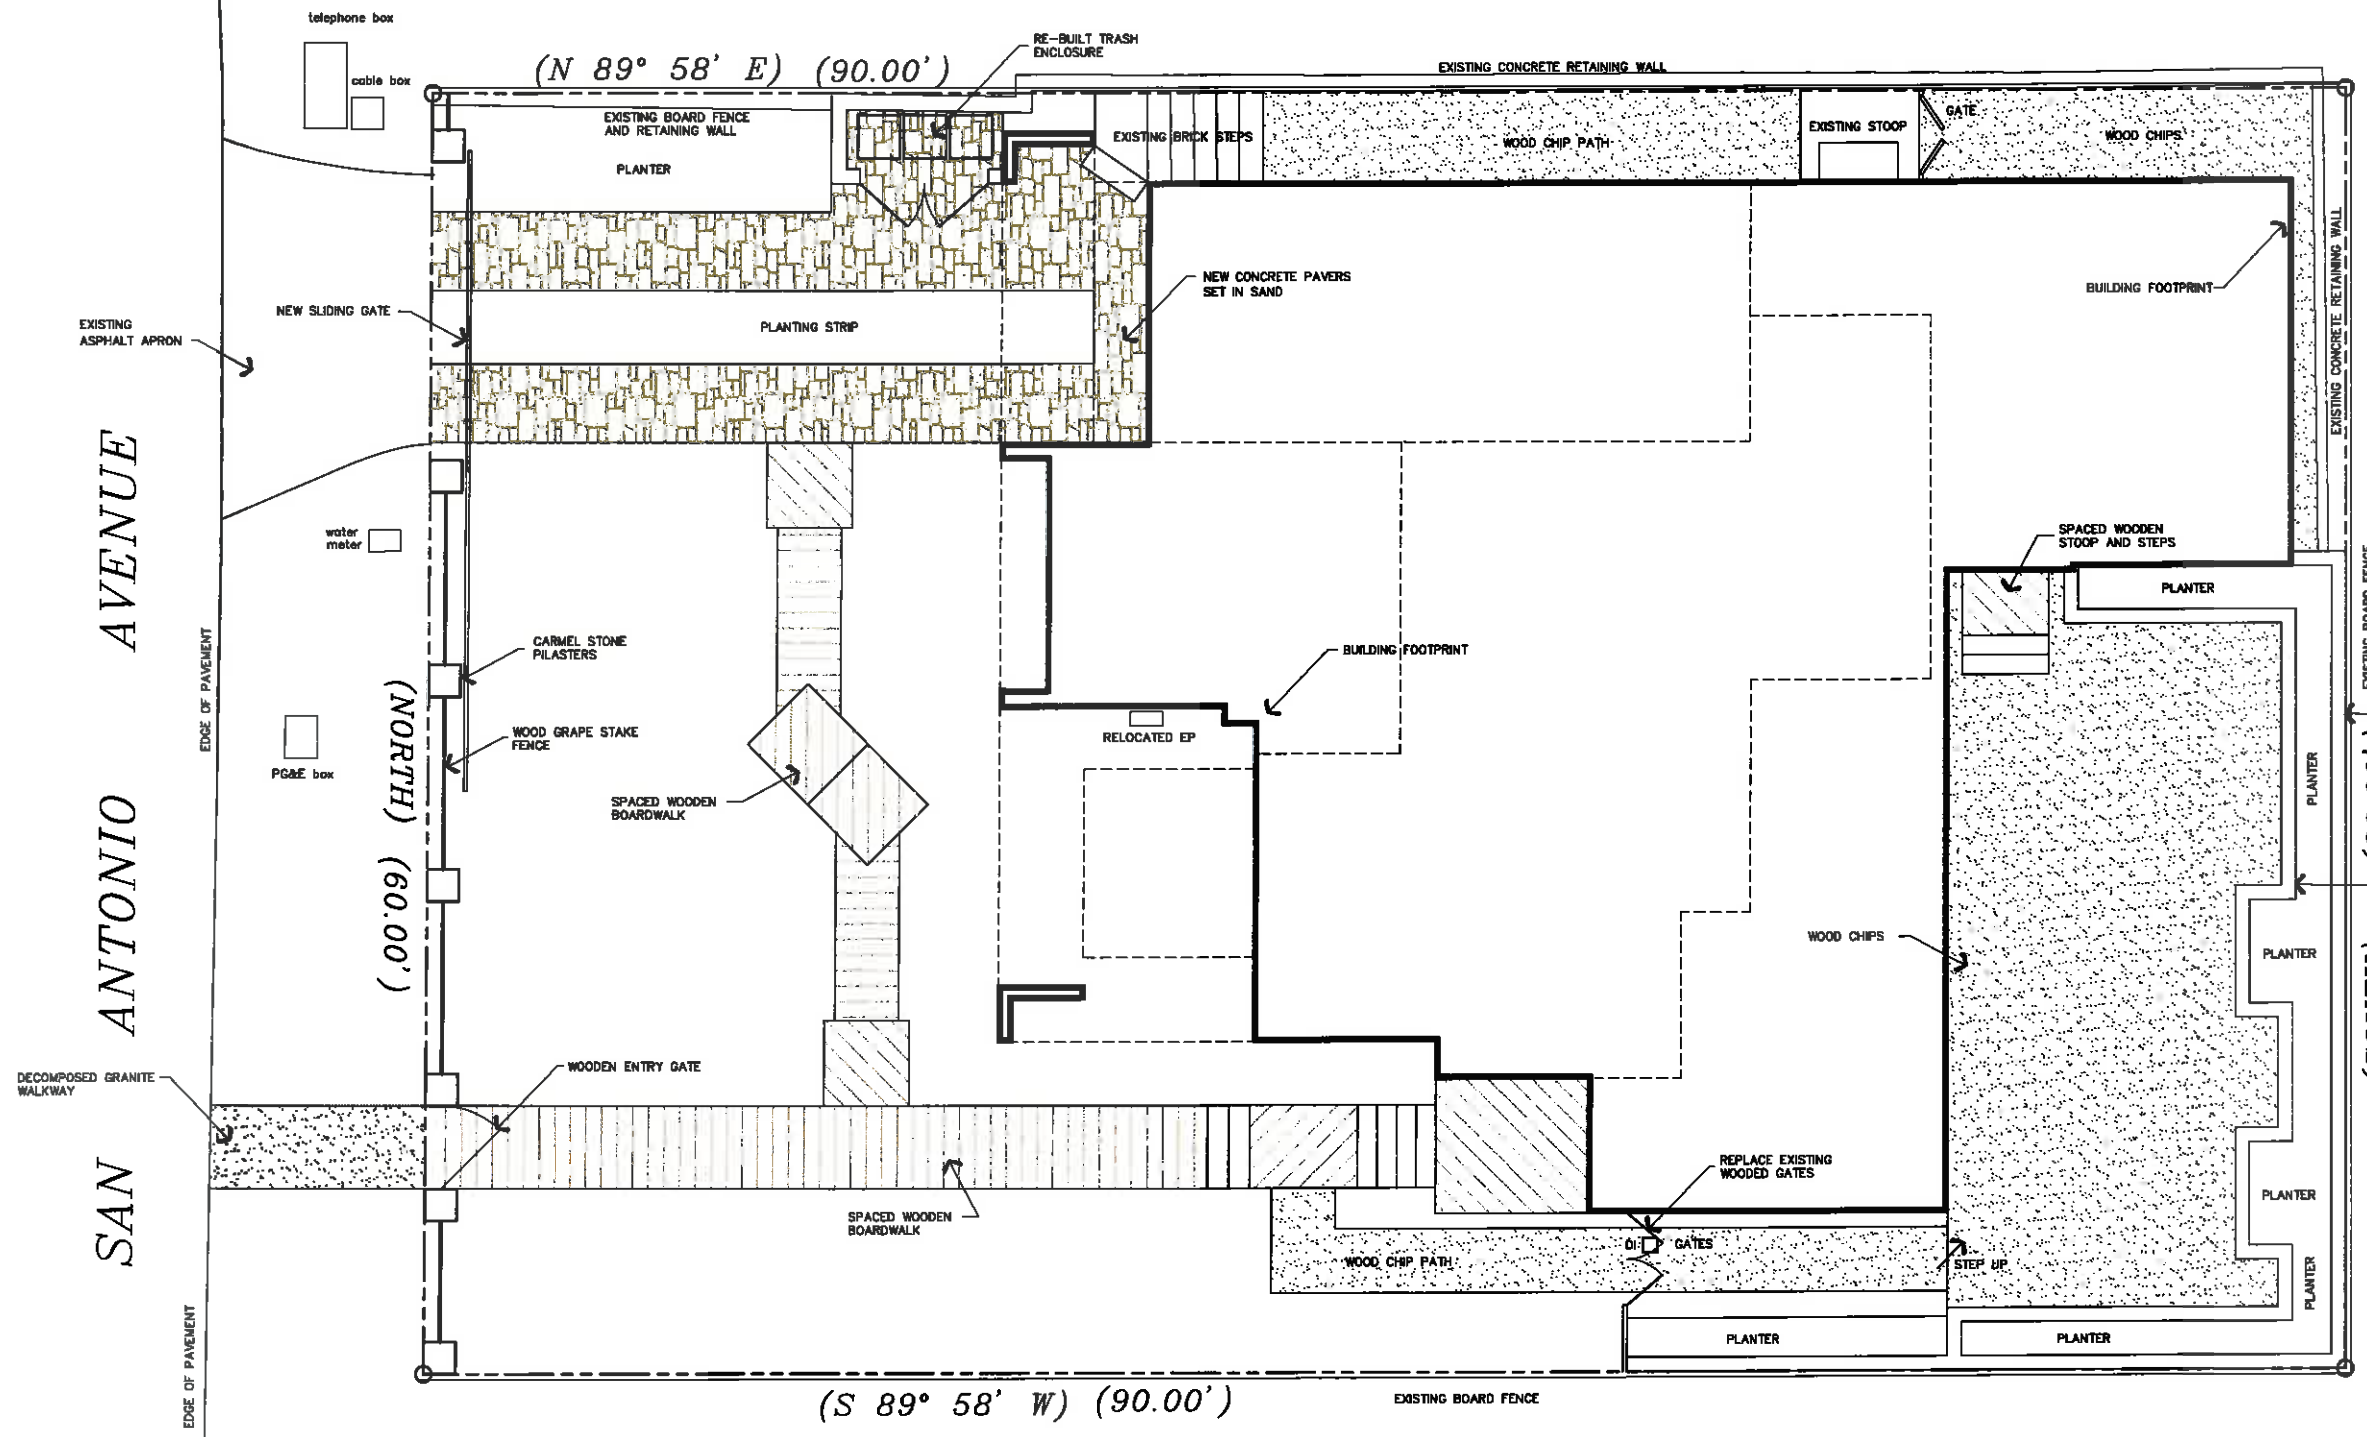 telephone box
cable box
(N 89° 58' E) (90.00')
RE-BUILT TRASH
ENCLOSURE
EXISTING CONCRETE RETAINING WALL
EXISTING BOARD FENCE
AND RETAINING WALL
PLANTER
EXISTING BRICK STEPS
WOOD CHIP PATH
EXISTING STOOP
GATE
WOOD CHIPS
EXISTING CONCRETE RETAINING WALL
BUILDING FOOTPRINT
NEW CONCRETE PAVERS
SET IN SAND
NEW SLIDING GATE
PLANTING STRIP
EXISTING
ASPHALT APRON
SAN ANTONIO AVENUE
water
meter
SPACED WOODEN
STOOP AND STEPS
PLANTER
EXISTING BOARD FENCE
EDGE OF PAVEMENT
CARMEL STONE
PILASTERS
BUILDING FOOTPRINT
(NORTH) (60.00')
WOOD GRAPE STAKE
FENCE
RELOCATED EP
PG&E box
SPACED WOODEN
BOARDWALK
PLANTER
WOOD CHIPS
PLANTER
DECOMPOSED GRANITE
WALKWAY
WOODEN ENTRY GATE
REPLACE EXISTING
WOODED GATES
PLANTER
SPACED WOODEN
BOARDWALK
DI
GATES
WOOD CHIP PATH
STEP UP
PLANTER
PLANTER
PLANTER
EDGE OF PAVEMENT
(S 89° 58' W) (90.00')
EXISTING BOARD FENCE